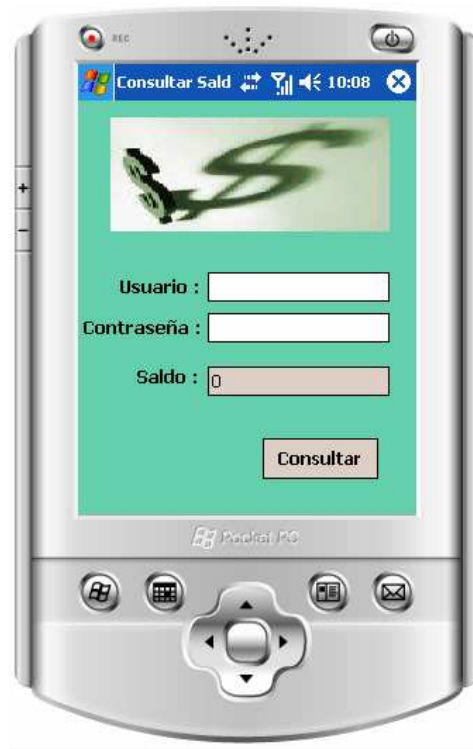 REC
Consultar Sald 10:08
Usuario :
Contraseña :
Saldo : 0
Consultar
Pocket PC
+
-